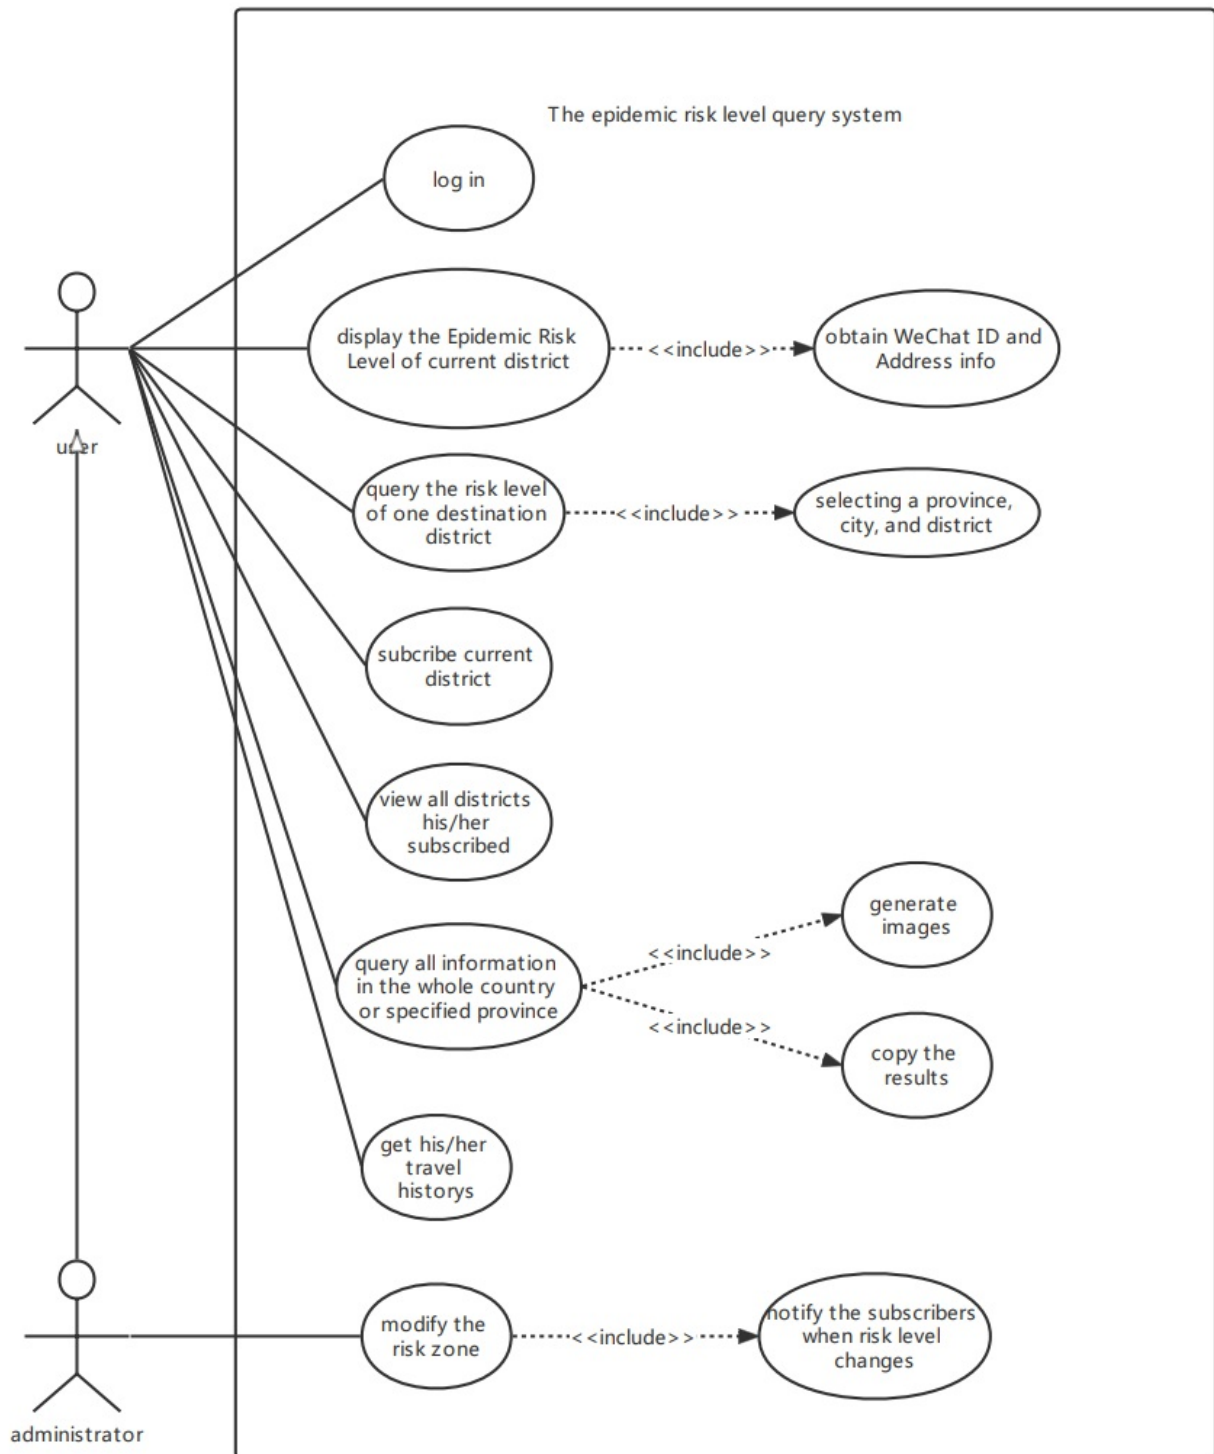 The epidemic risk level query system
log in
display the Epidemic Risk
Level of current district
<<include>>
obtain WeChat ID and
Address info
user
query the risk level
of one destination
district
<<include>>
selecting a province,
city, and district
subcribe current
district
view all districts
his/her
subscribed
generate
images
<<include>>
query all information
in the whole country
or specified province
<<include>>
copy the
results
get his/her
travel
historys
modify the
risk zone
<<include>>
notify the subscribers
when risk level
changes
administrator